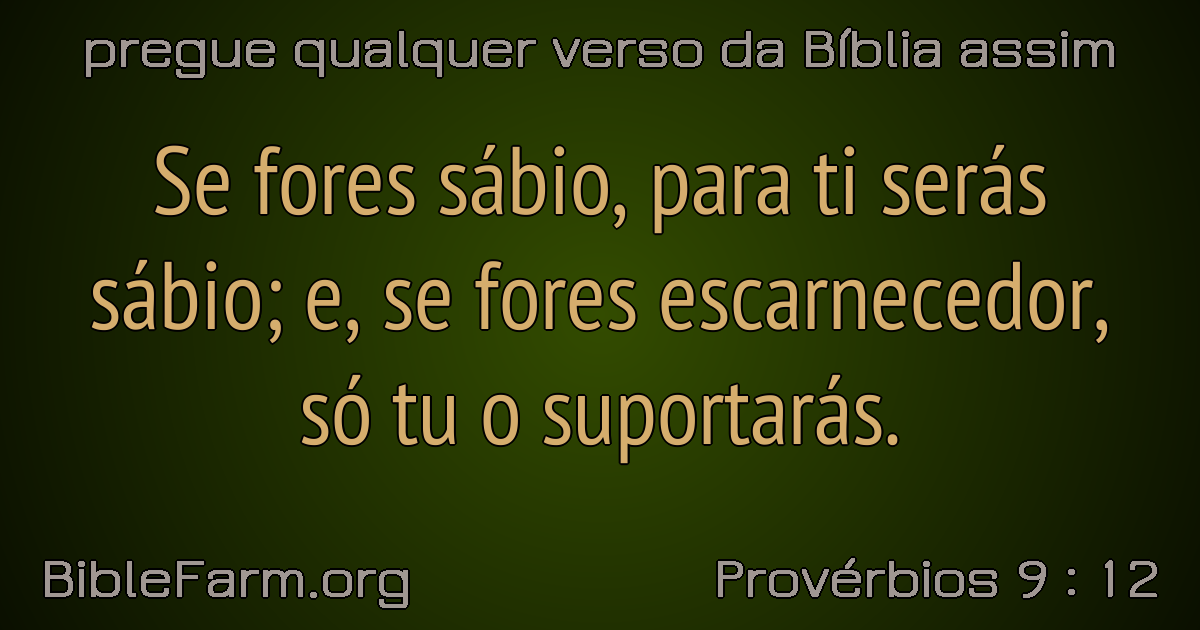 pregue qualquer verso da Bíblia assim
Se fores sábio, para ti serás
sábio; e, se fores escarnecedor,
só tu o suportarás.
BibleFarm.org
Provérbios 9 : 12